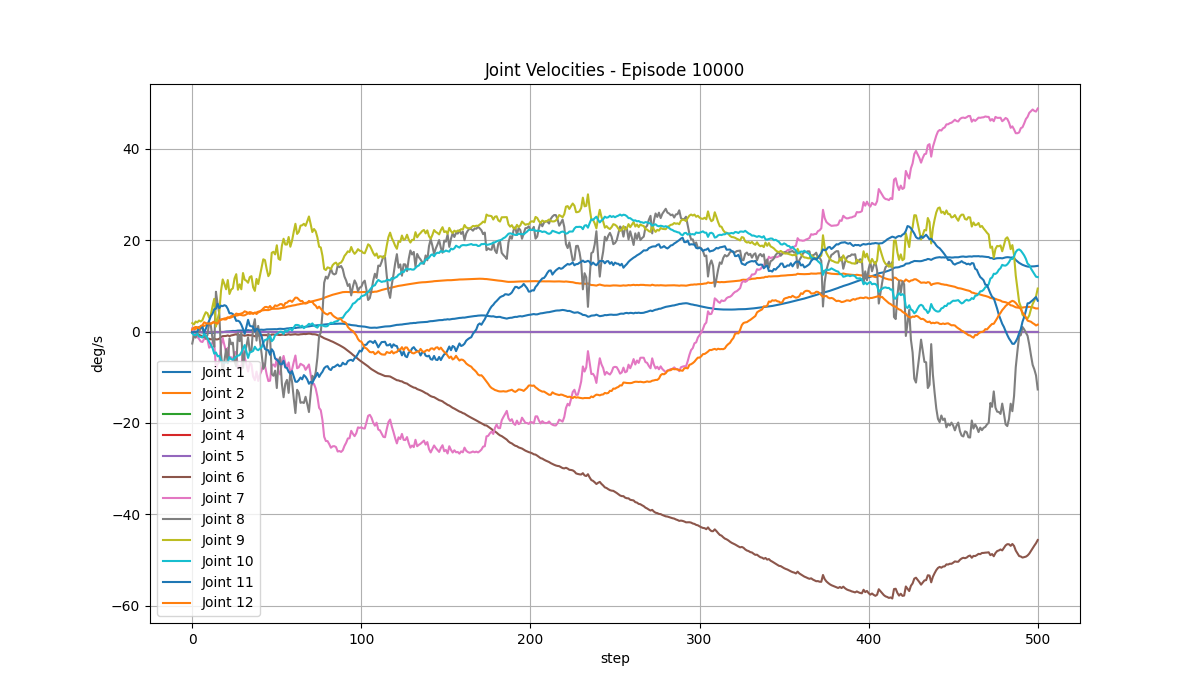 Joint Velocities - Episode 10000
deg/s
40
20
0
−20
−40
−60
Joint 1
Joint 2
Joint 3
Joint 4
Joint 5
Joint 6
Joint 7
Joint 8
Joint 9
Joint 10
Joint 11
Joint 12
0 100 200 300 400 500
step